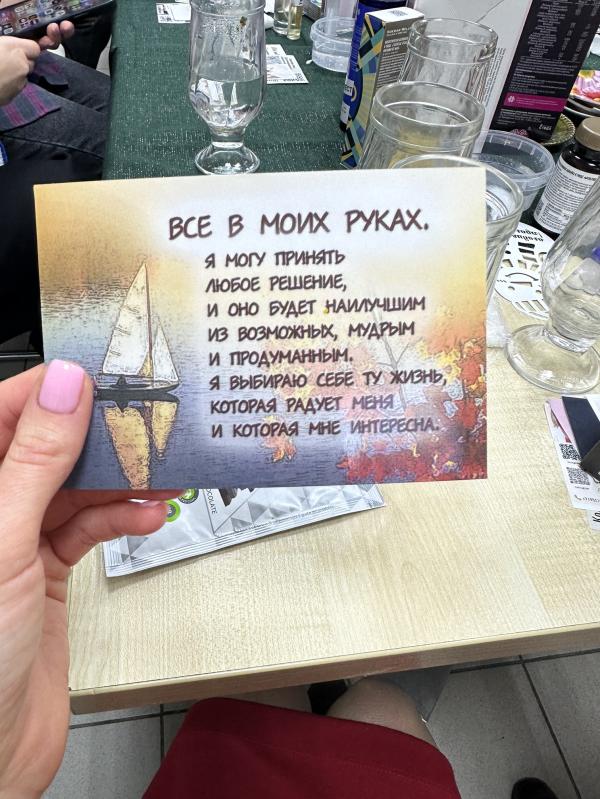 ВСЕ В МОИХ РУКАХ.
Я МОГУ ПРИНЯТЬ
ЛЮБОЕ РЕШЕНИЕ,
И ОНО БУДЕТ НАИЛУЧШИМ
ИЗ ВОЗМОЖНЫХ, МУДРЫМ
И ПРОДУМАННЫМ.
Я ВЫБИРАЮ СЕБЕ ТУ ЖИЗНЬ,
КОТОРАЯ РАДУЕТ МЕНЯ
И КОТОРАЯ МНЕ ИНТЕРЕСНА.